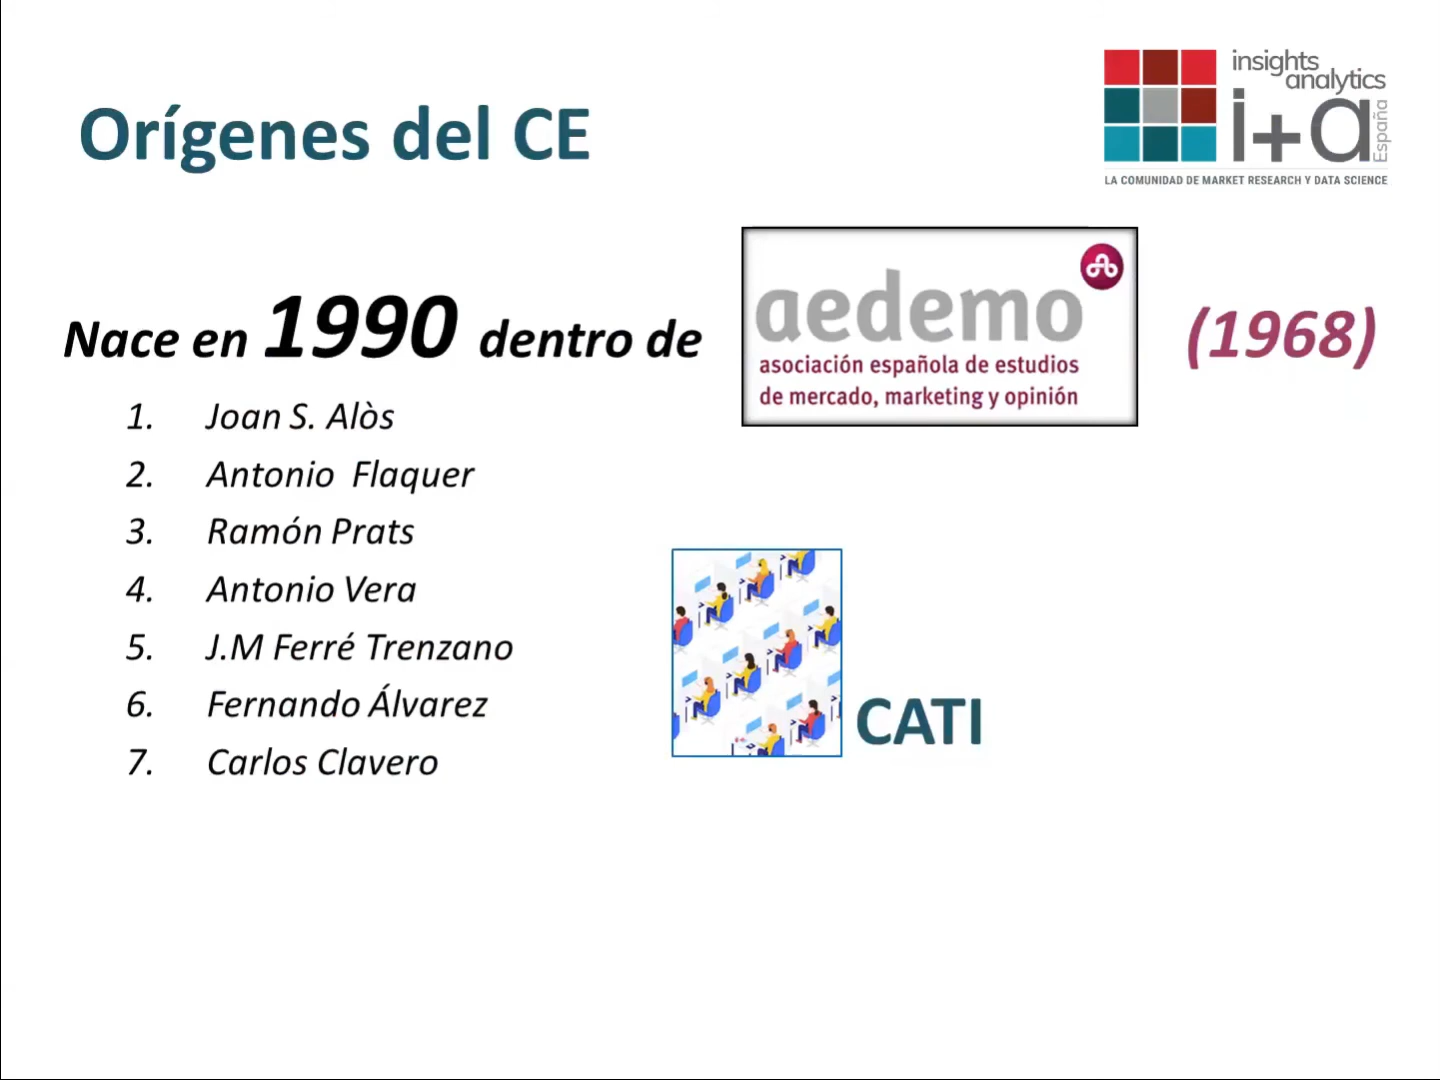 Orígenes del CE
insights
analytics
i+a
España
LA COMUNIDAD DE MARKET RESEARCH Y DATA SCIENCE
Nace en 1990 dentro de
aedemo
asociación española de estudios
de mercado, marketing y opinión
(1968)
1. Joan S. Alòs
2. Antonio Flaquer
3. Ramón Prats
4. Antonio Vera
5. J.M Ferré Trenzano
6. Fernando Álvarez
7. Carlos Clavero
CATI